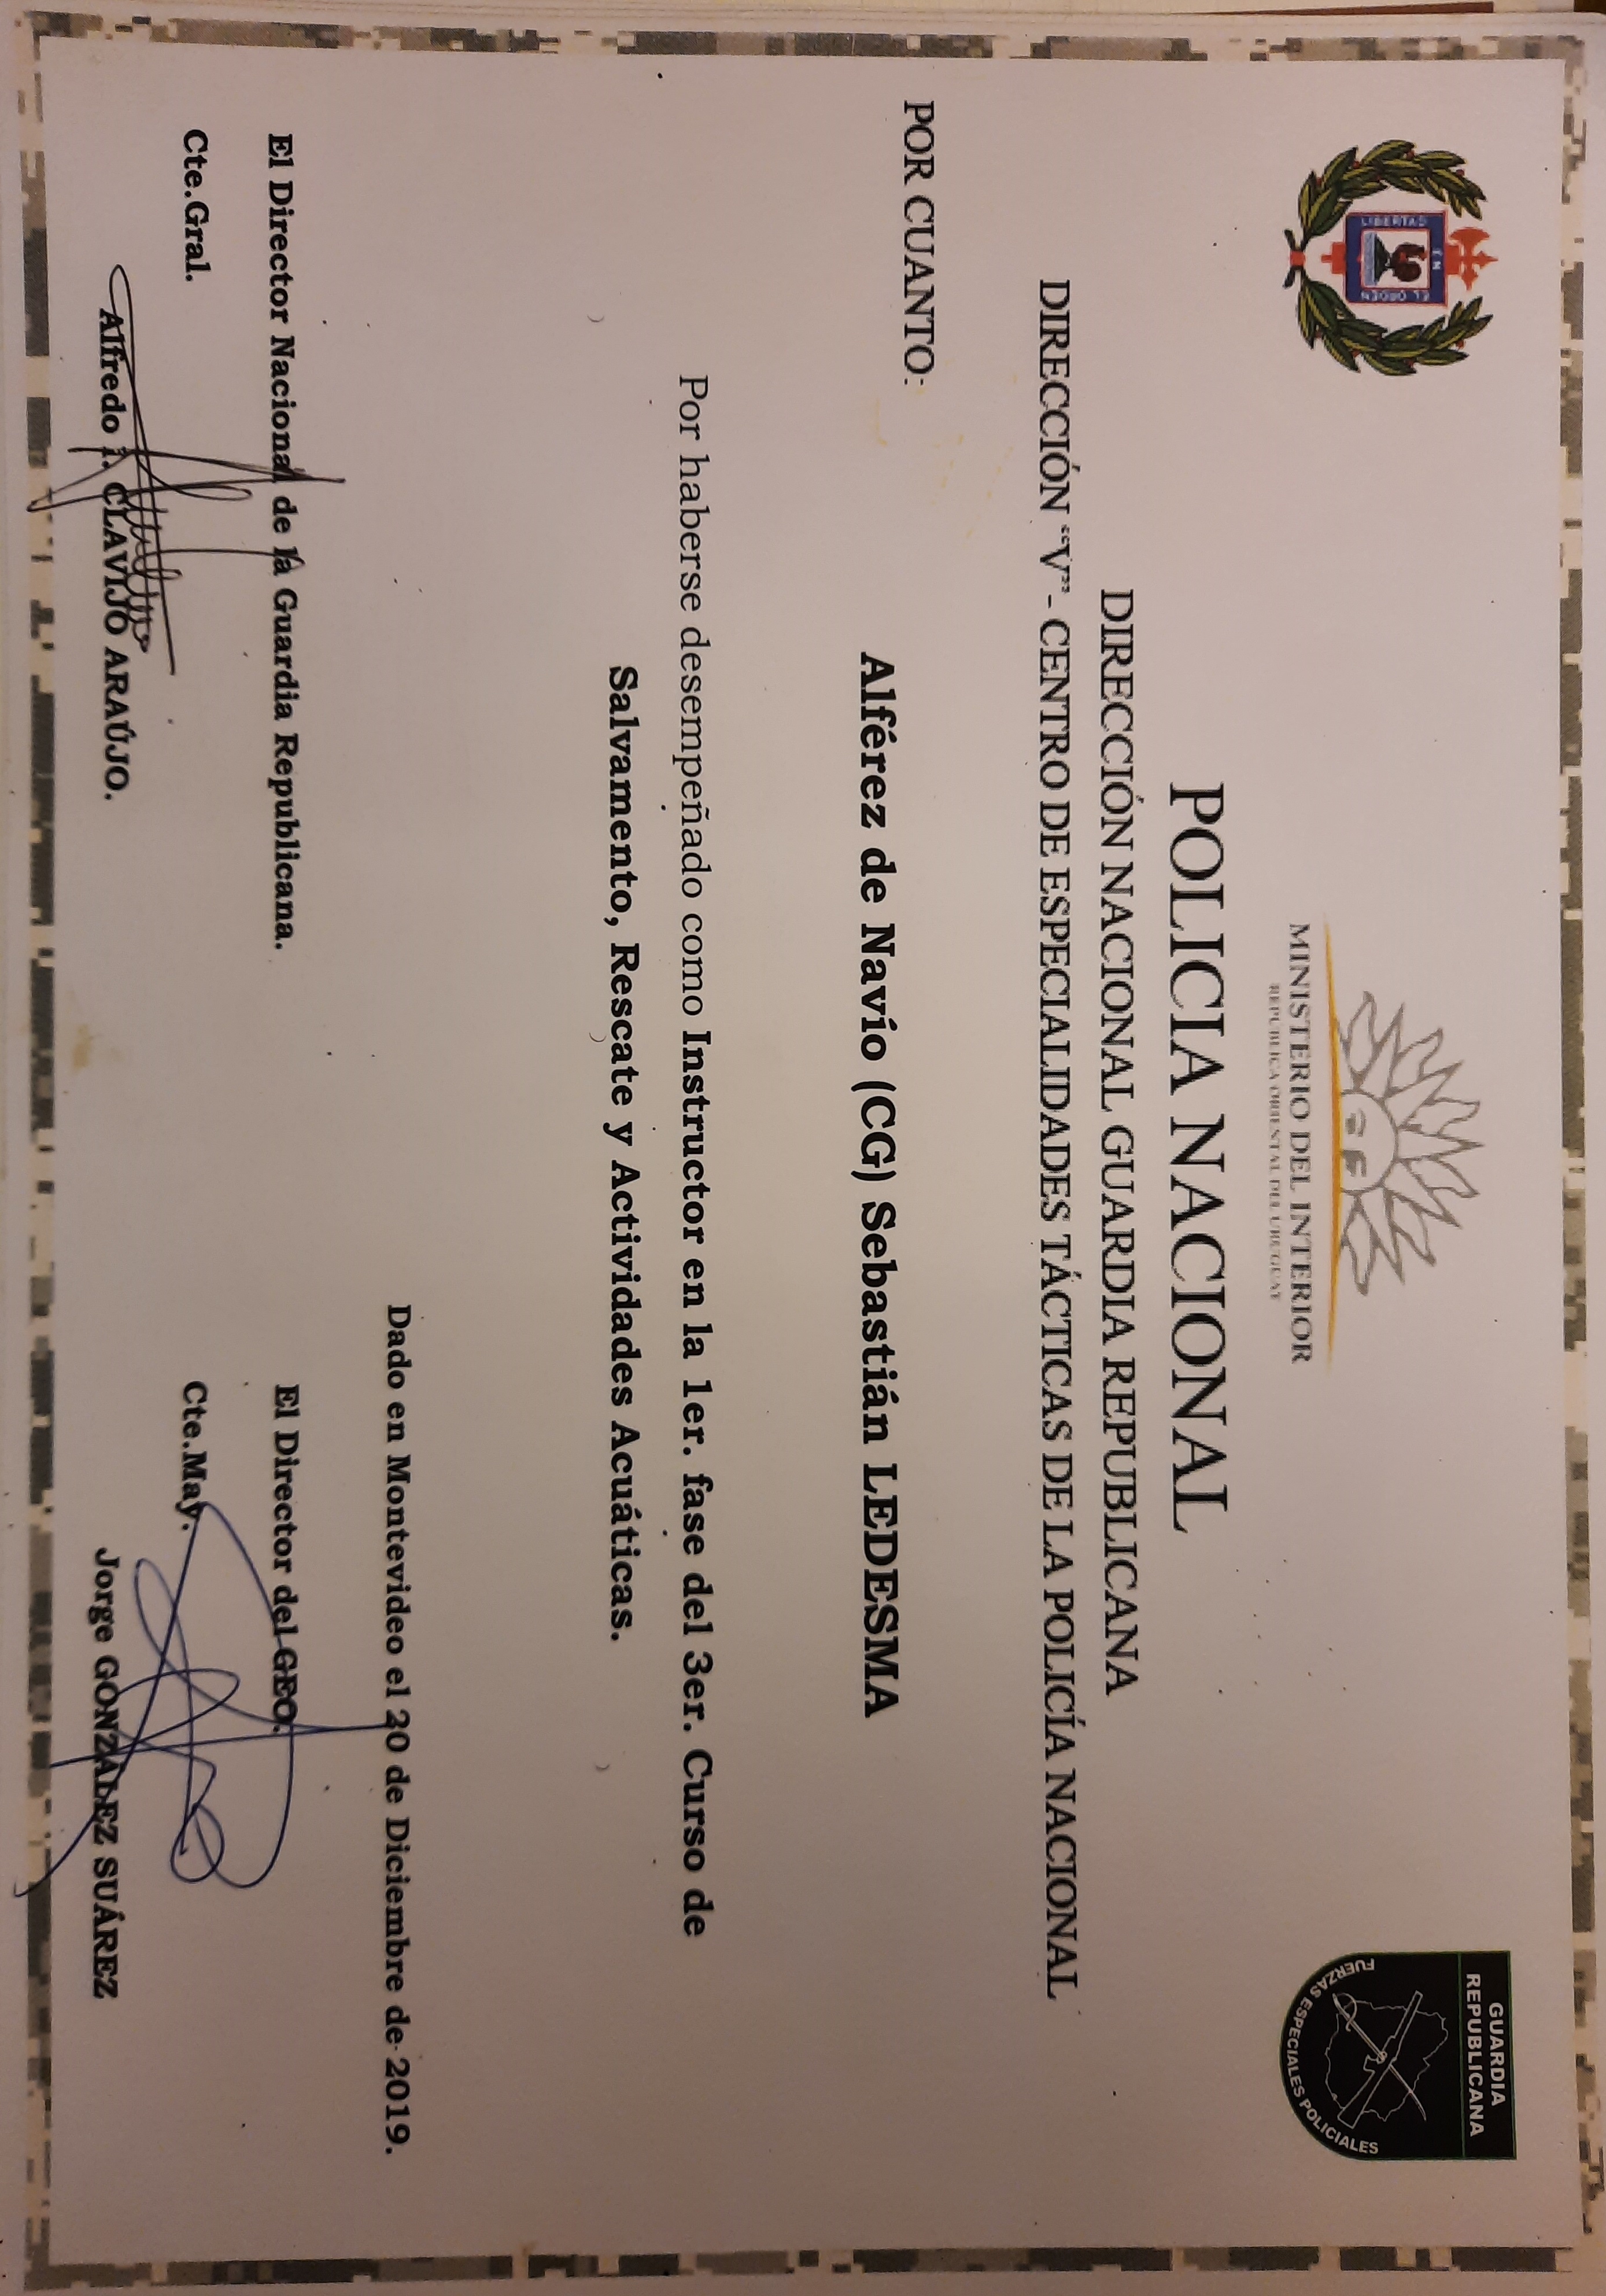 LIBERTAS EN EL ORDEN
MINISTERIO DEL INTERIOR
REPÚBLICA ORIENTAL DEL URUGUAY
GUARDIA
REPUBLICANA
FUERZAS ESPECIALES POLICIALES
POLICIA NACIONAL
DIRECCIÓN NACIONAL GUARDIA REPUBLICANA
DIRECCIÓN “V”- CENTRO DE ESPECIALIDADES TÁCTICAS DE LA POLICÍA NACIONAL
POR CUANTO:
Alférez de Navío (CG) Sebastián LEDESMA
Por haberse desempeñado como Instructor en la 1er. fase del 3er. Curso de
Salvamento, Rescate y Actividades Acuáticas.
Dado en Montevideo el 20 de Diciembre de 2019.
El Director Nacional de la Guardia Republicana.
Cte.Gral.
Alfredo CLAVIJO ARAÚJO.
El Director del GEO.
Cte.May.
Jorge GONZÁLEZ SUÁREZ